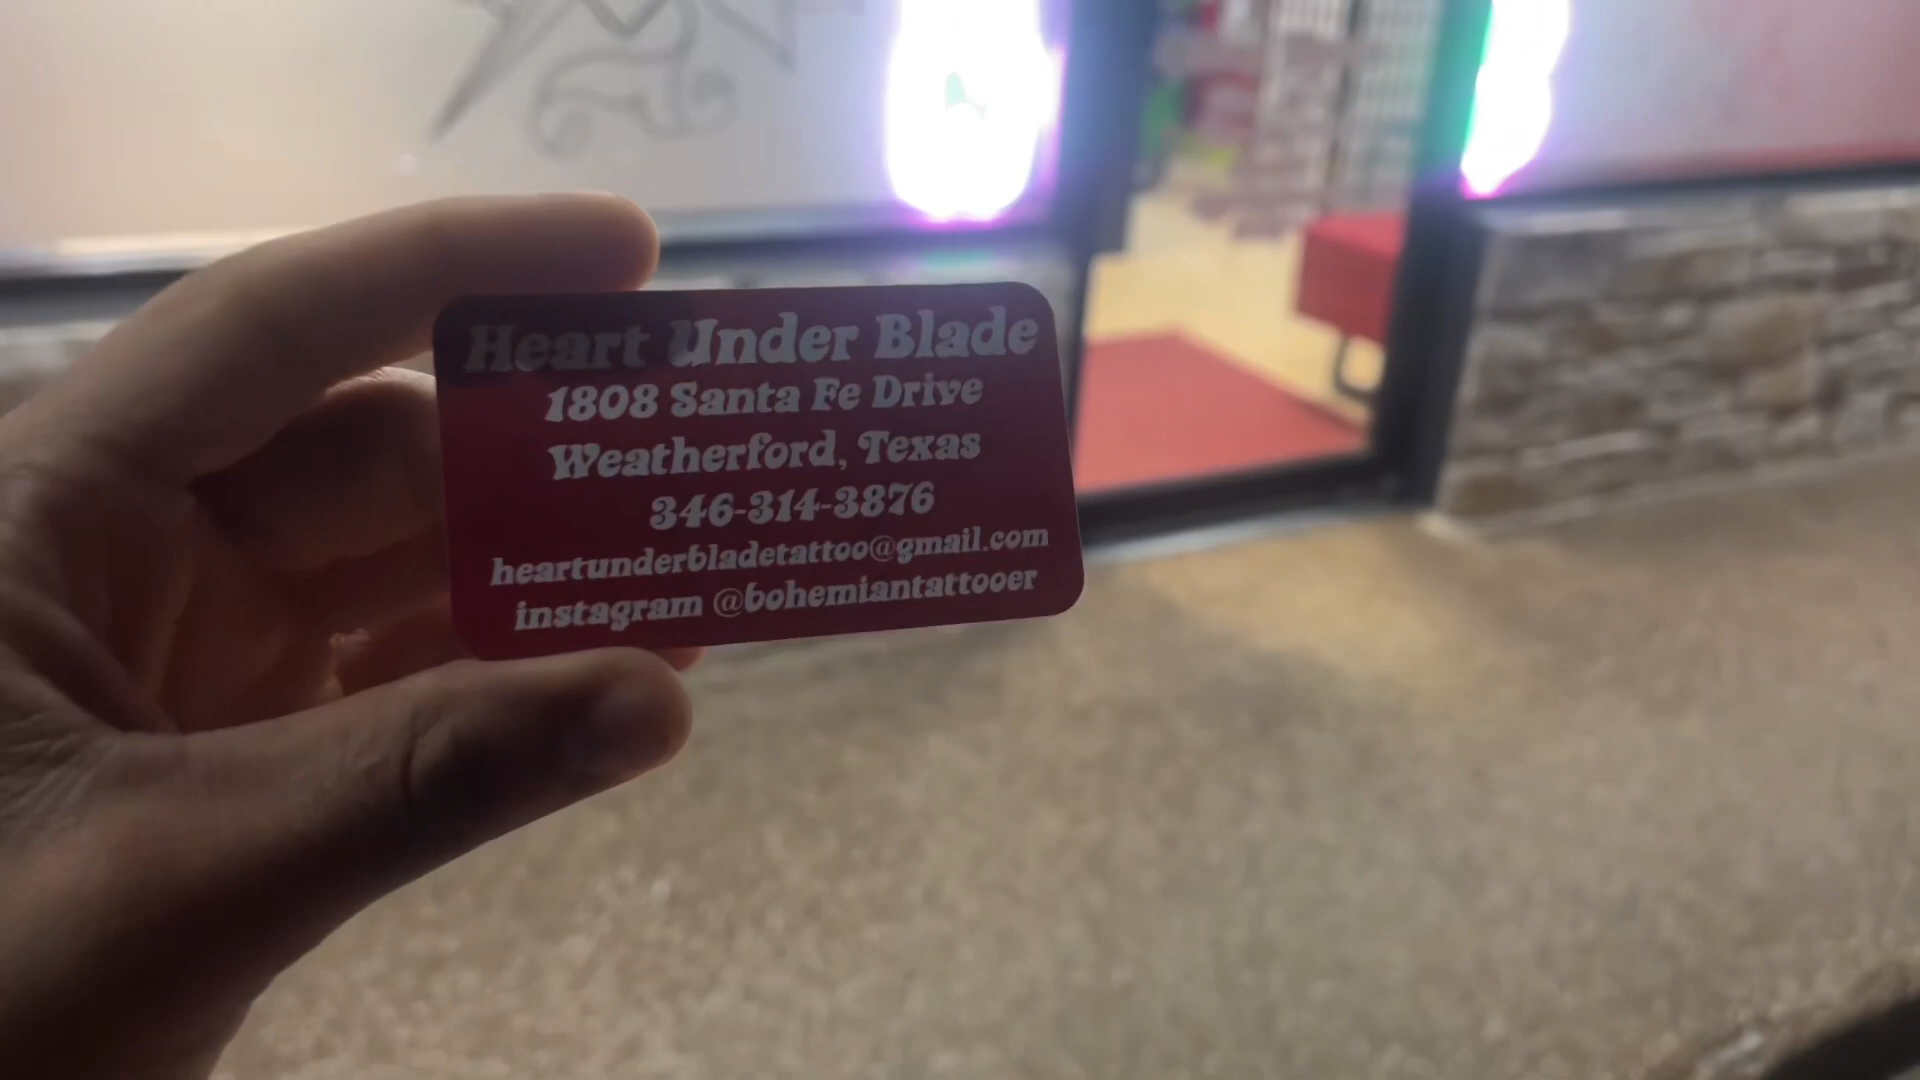 Heart Under Blade
1808 Santa Fe Drive
Weatherford, Texas
346-314-3876
heartunderbladetattoo@gmail.com
instagram @bohemiantattooer